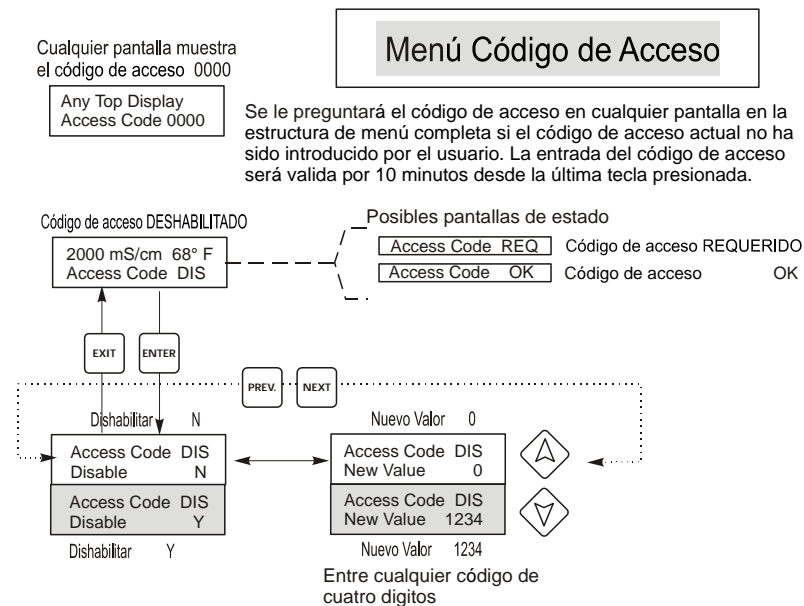 Menú Código de Acceso
Cualquier pantalla muestra
el código de acceso 0000
Any Top Display
Access Code 0000
Se le preguntará el código de acceso en cualquier pantalla en la
estructura de menú completa si el código de acceso actual no ha
sido introducido por el usuario. La entrada del código de acceso
será valida por 10 minutos desde la última tecla presionada.
Código de acceso DESHABILITADO
2000 mS/cm 68° F
Access Code DIS
Posibles pantallas de estado
Access Code REQ Código de acceso REQUERIDO
Access Code OK Código de acceso OK
EXIT
ENTER
PREV.
NEXT
Dishabilitar N
Access Code DIS
Disable N
Access Code DIS
Disable Y
Dishabilitar Y
Nuevo Valor 0
Access Code DIS
New Value 0
Access Code DIS
New Value 1234
Nuevo Valor 1234
Entre cualquier código de
cuatro digitos